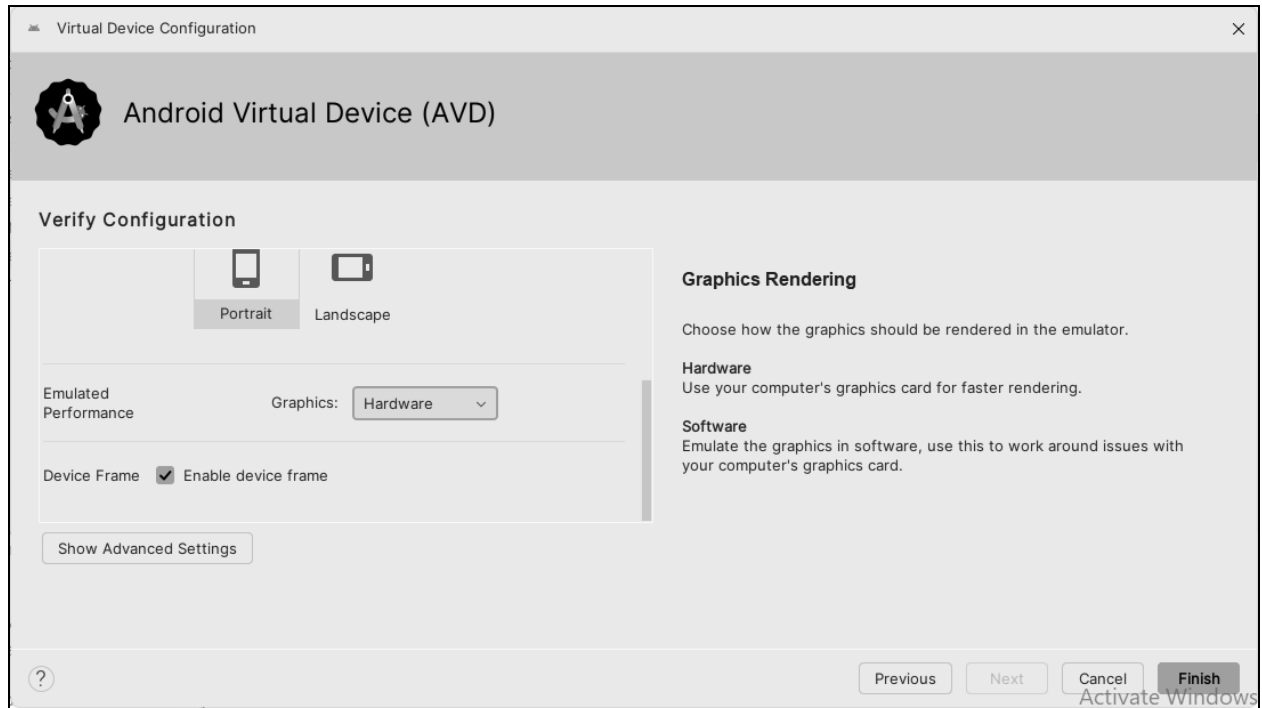 Virtual Device Configuration
Android Virtual Device (AVD)
Verify Configuration
Portrait
Landscape
Emulated
Performance
Graphics:
Hardware
Device Frame
Enable device frame
Show Advanced Settings
Graphics Rendering
Choose how the graphics should be rendered in the emulator.
Hardware
Use your computer's graphics card for faster rendering.
Software
Emulate the graphics in software, use this to work around issues with
your computer's graphics card.
?
Previous
Next
Cancel
Finish
Activate Windows